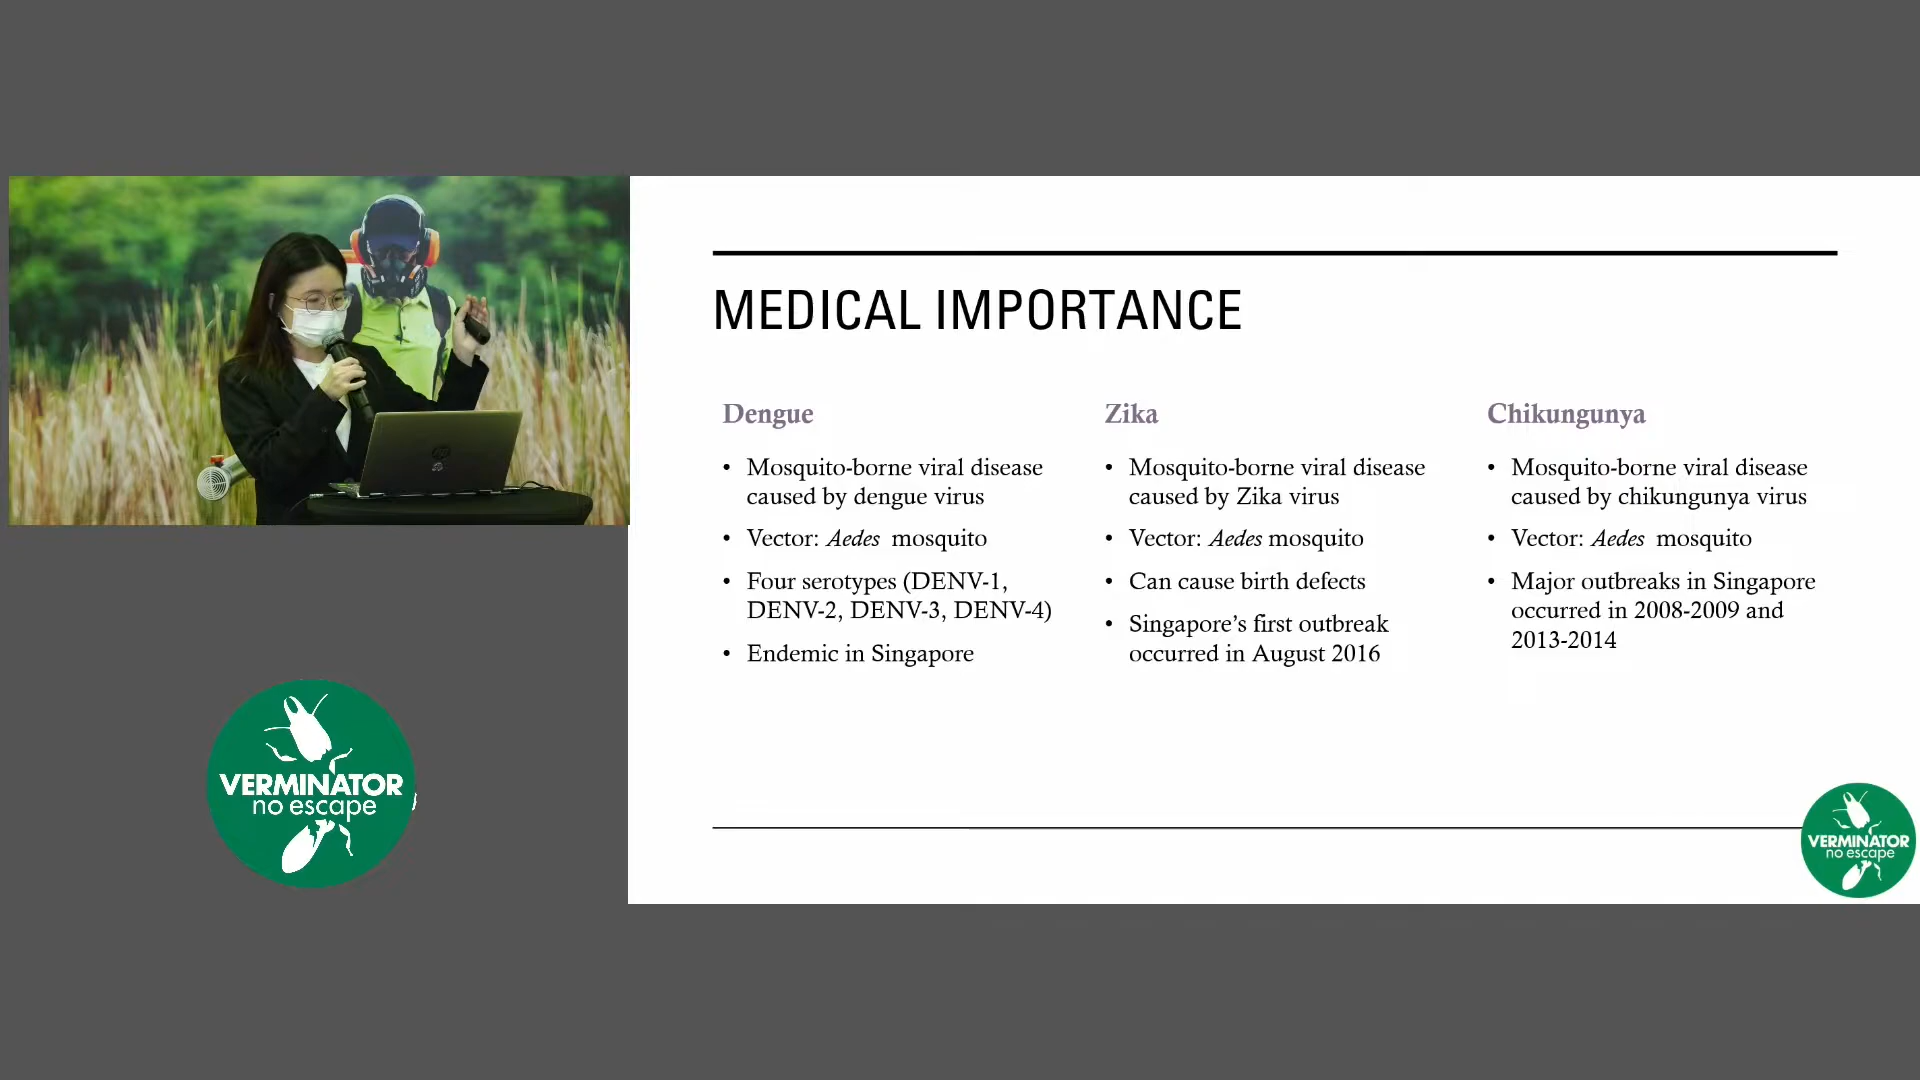 MEDICAL IMPORTANCE
Dengue
• Mosquito-borne viral disease
caused by dengue virus
• Vector: Aedes mosquito
• Four serotypes (DENV-1,
DENV-2, DENV-3, DENV-4)
• Endemic in Singapore
Zika
• Mosquito-borne viral disease
caused by Zika virus
• Vector: Aedes mosquito
• Can cause birth defects
• Singapore’s first outbreak
occurred in August 2016
Chikungunya
• Mosquito-borne viral disease
caused by chikungunya virus
• Vector: Aedes mosquito
• Major outbreaks in Singapore
occurred in 2008-2009 and
2013-2014
VERMINATOR
no escape
VERMINATOR
no escape
hp